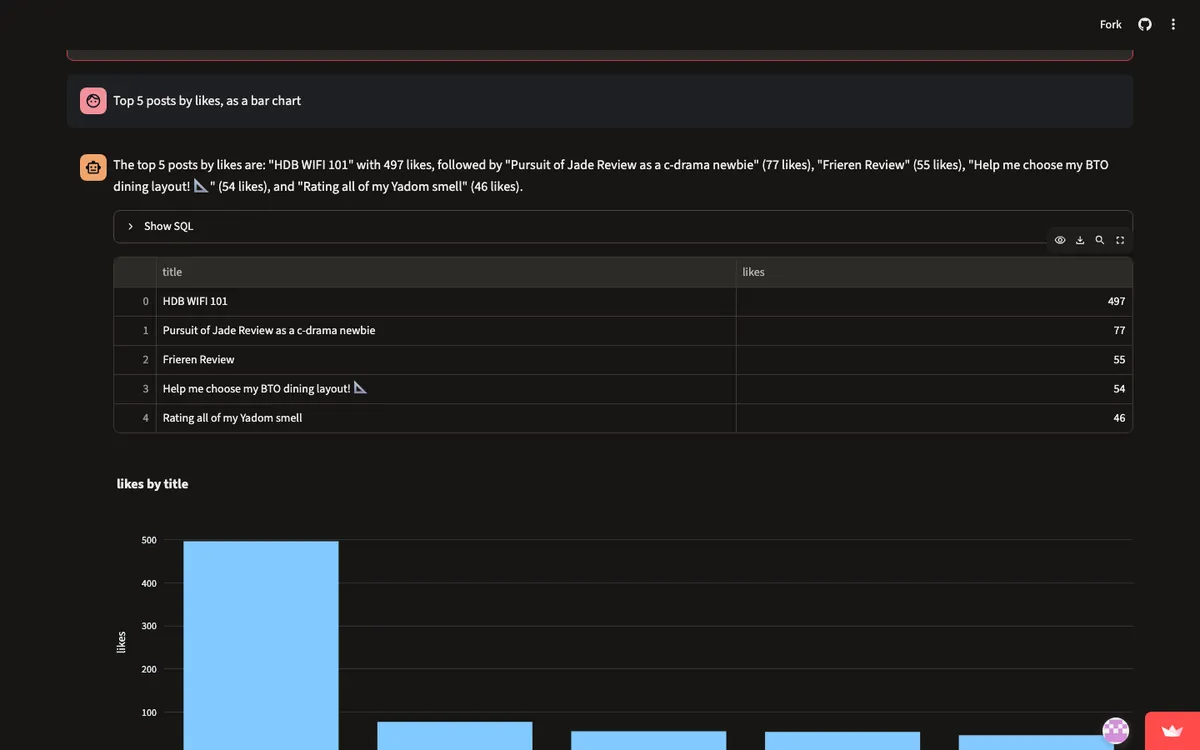 Fork
Top 5 posts by likes, as a bar chart
The top 5 posts by likes are: "HDB WIFI 101" with 497 likes, followed by "Pursuit of Jade Review as a c-drama newbie" (77 likes), "Frieren Review" (55 likes), "Help me choose my BTO
dining layout! 📐" (54 likes), and "Rating all of my Yadom smell" (46 likes).
Show SQL
title likes
0 HDB WIFI 101 497
1 Pursuit of Jade Review as a c-drama newbie 77
2 Frieren Review 55
3 Help me choose my BTO dining layout! 📐 54
4 Rating all of my Yadom smell 46
likes by title
500
400
300
likes
200
100